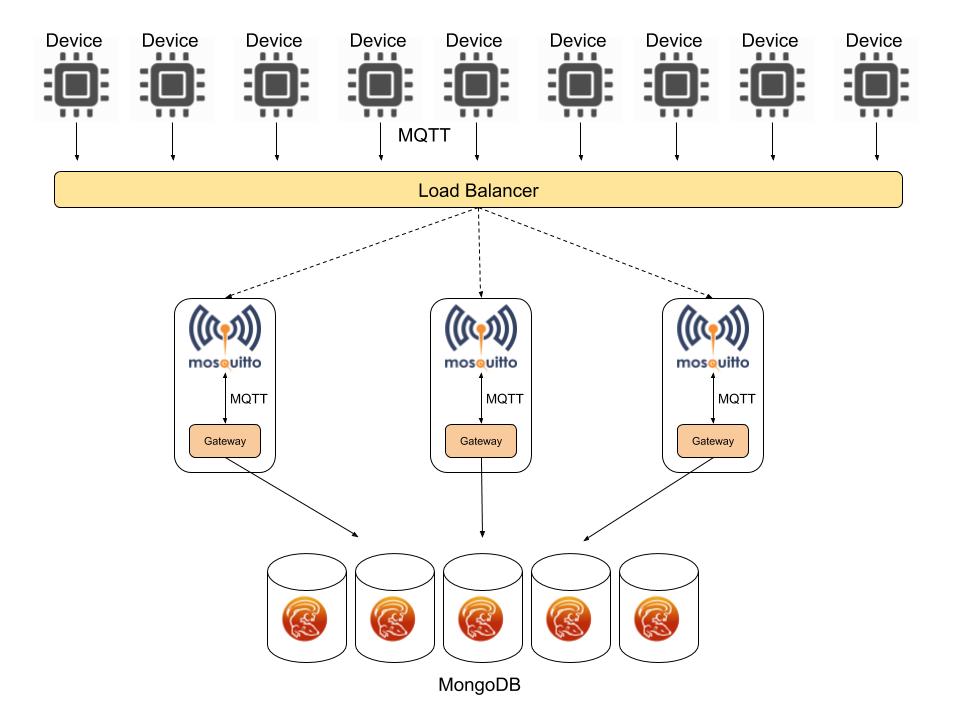 Device Device Device Device Device Device Device Device Device
MQTT
Load Balancer
mosquitto mosquitto mosquitto
MQTT MQTT MQTT
Gateway Gateway Gateway
MongoDB